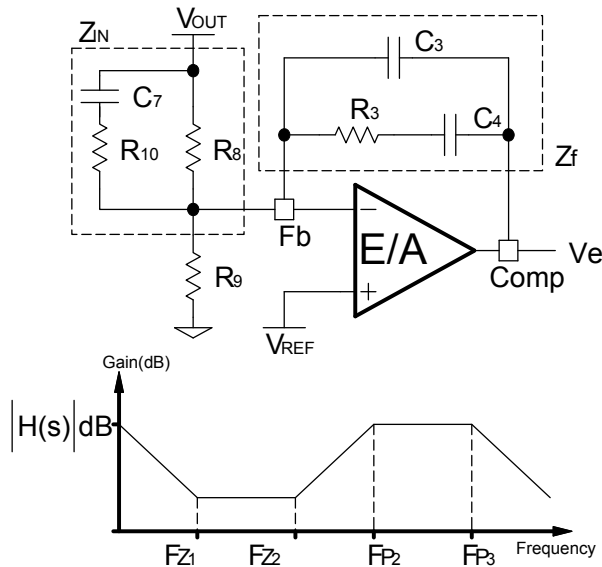 ZIN
VOUT
C7
R10
R8
R9
C3
R3
C4
Zf
Fb
E/A
−
+
VREF
Comp
Ve
Gain(dB)
|H(s)|dB
FZ1
FZ2
FP2
FP3
Frequency